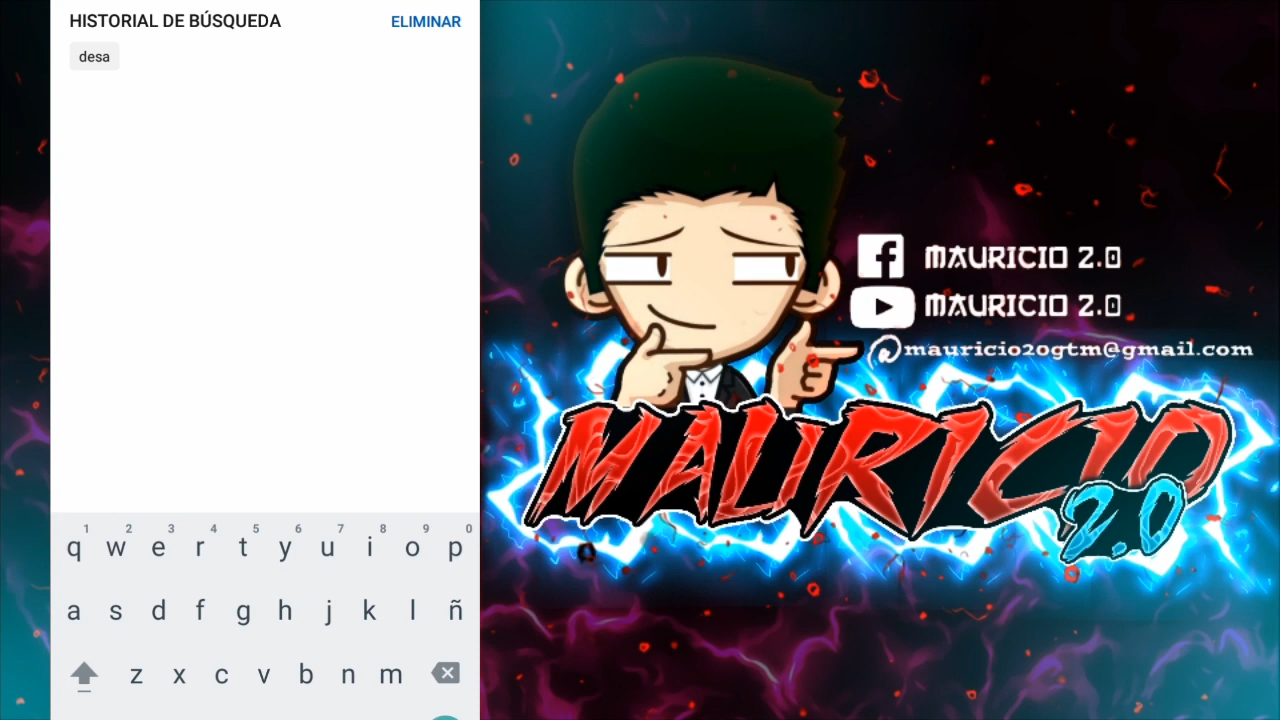 HISTORIAL DE BÚSQUEDA ELIMINAR
desa
1 2 3 4 5 6 7 8 9 0
q w e r t y u i o p
a s d f g h j k l ñ
z x c v b n m
f MAURICIO 2.0
MAURICIO 2.0
@mauricio20gtm@gmail.com
MAURICIO
2.0